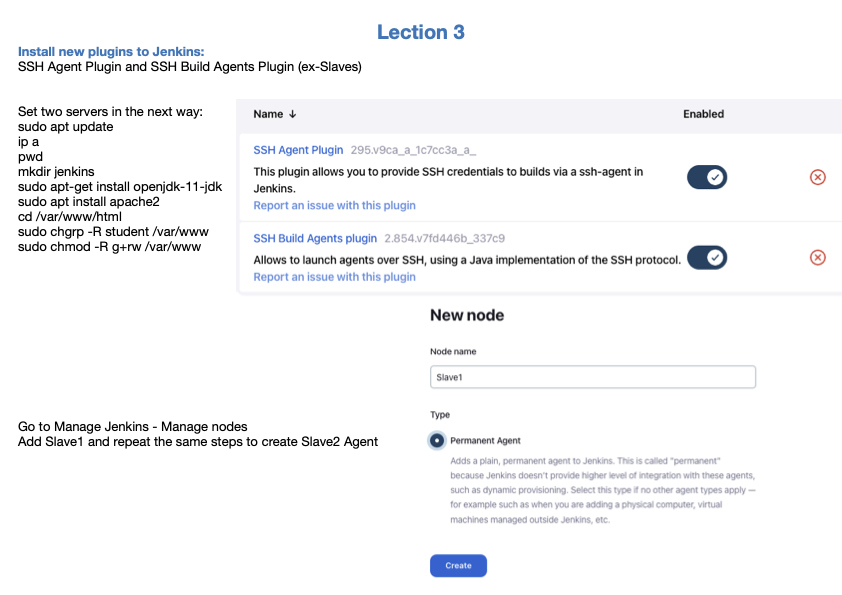 Lection 3
Install new plugins to Jenkins:
SSH Agent Plugin and SSH Build Agents Plugin (ex-Slaves)
Set two servers in the next way:
sudo apt update
ip a
pwd
mkdir jenkins
sudo apt-get install openjdk-11-jdk
sudo apt install apache2
cd /var/www/html
sudo chgrp -R student /var/www
sudo chmod -R g+rw /var/www
Name ↓ Enabled
SSH Agent Plugin 295.v9ca_a_1c7cc3a_a_
This plugin allows you to provide SSH credentials to builds via a ssh-agent in
Jenkins.
Report an issue with this plugin
SSH Build Agents plugin 2.854.v7fd446b_337c9
Allows to launch agents over SSH, using a Java implementation of the SSH protocol.
Report an issue with this plugin
New node
Node name
Slave1
Type
Permanent Agent
Adds a plain, permanent agent to Jenkins. This is called "permanent"
because Jenkins doesn't provide higher level of integration with these agents,
such as dynamic provisioning. Select this type if no other agent types apply —
for example such as when you are adding a physical computer, virtual
machines managed outside Jenkins, etc.
Create
Go to Manage Jenkins - Manage nodes
Add Slave1 and repeat the same steps to create Slave2 Agent